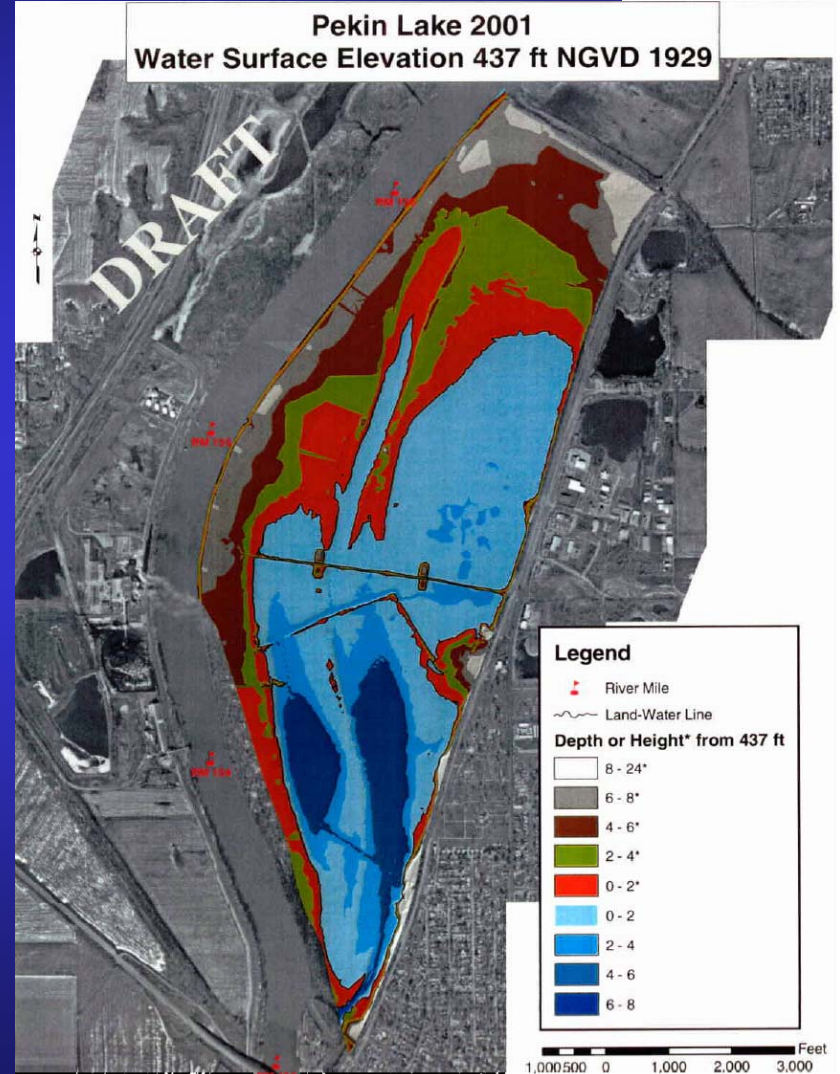 Pekin Lake 2001
Water Surface Elevation 437 ft NGVD 1929
DRAFT
z
RM 154
Legend
River Mile
Land-Water Line
Depth or Height* from 437 ft
8 - 24*
6 - 8*
4 - 6*
2 - 4*
0 - 2*
0 - 2
2 - 4
4 - 6
6 - 8
Feet
1,000 500 0 1,000 2,000 3,000